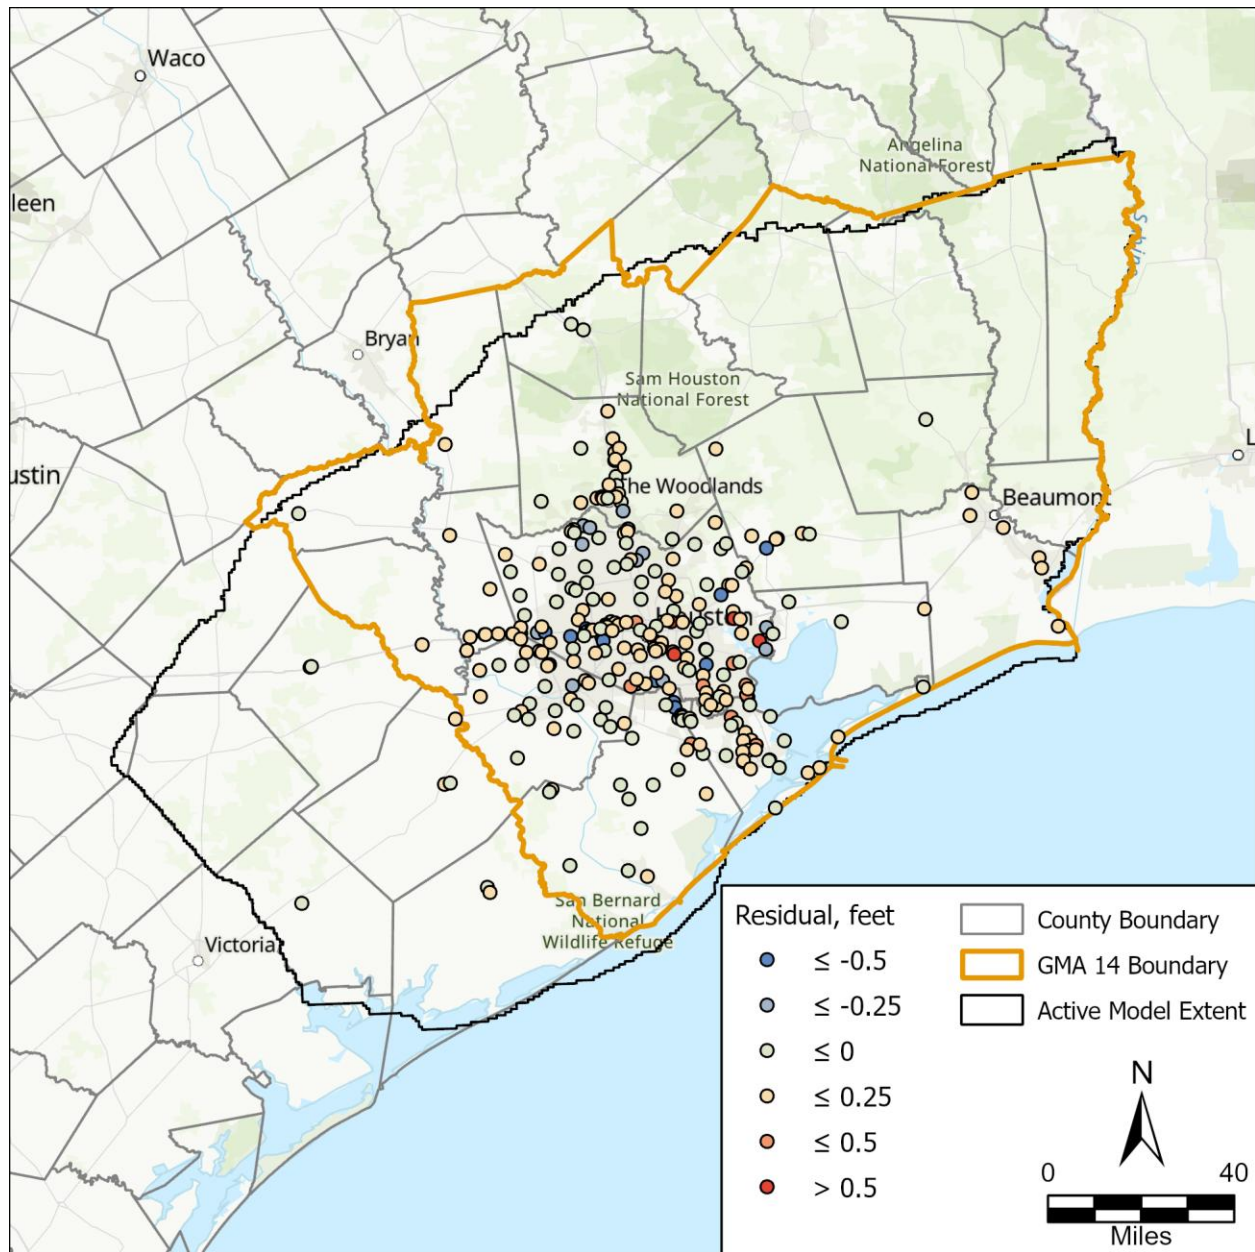 Waco
Angelina
National Forest
leen
Sabine
Bryan
Sam Houston
National Forest
ustin
L
The Woodlands
Beaumont
Houston
San Bernard
National
Wildlife Refuge
Victoria
Residual, feet
≤ -0.5
≤ -0.25
≤ 0
≤ 0.25
≤ 0.5
> 0.5
County Boundary
GMA 14 Boundary
Active Model Extent
N
0 40
Miles